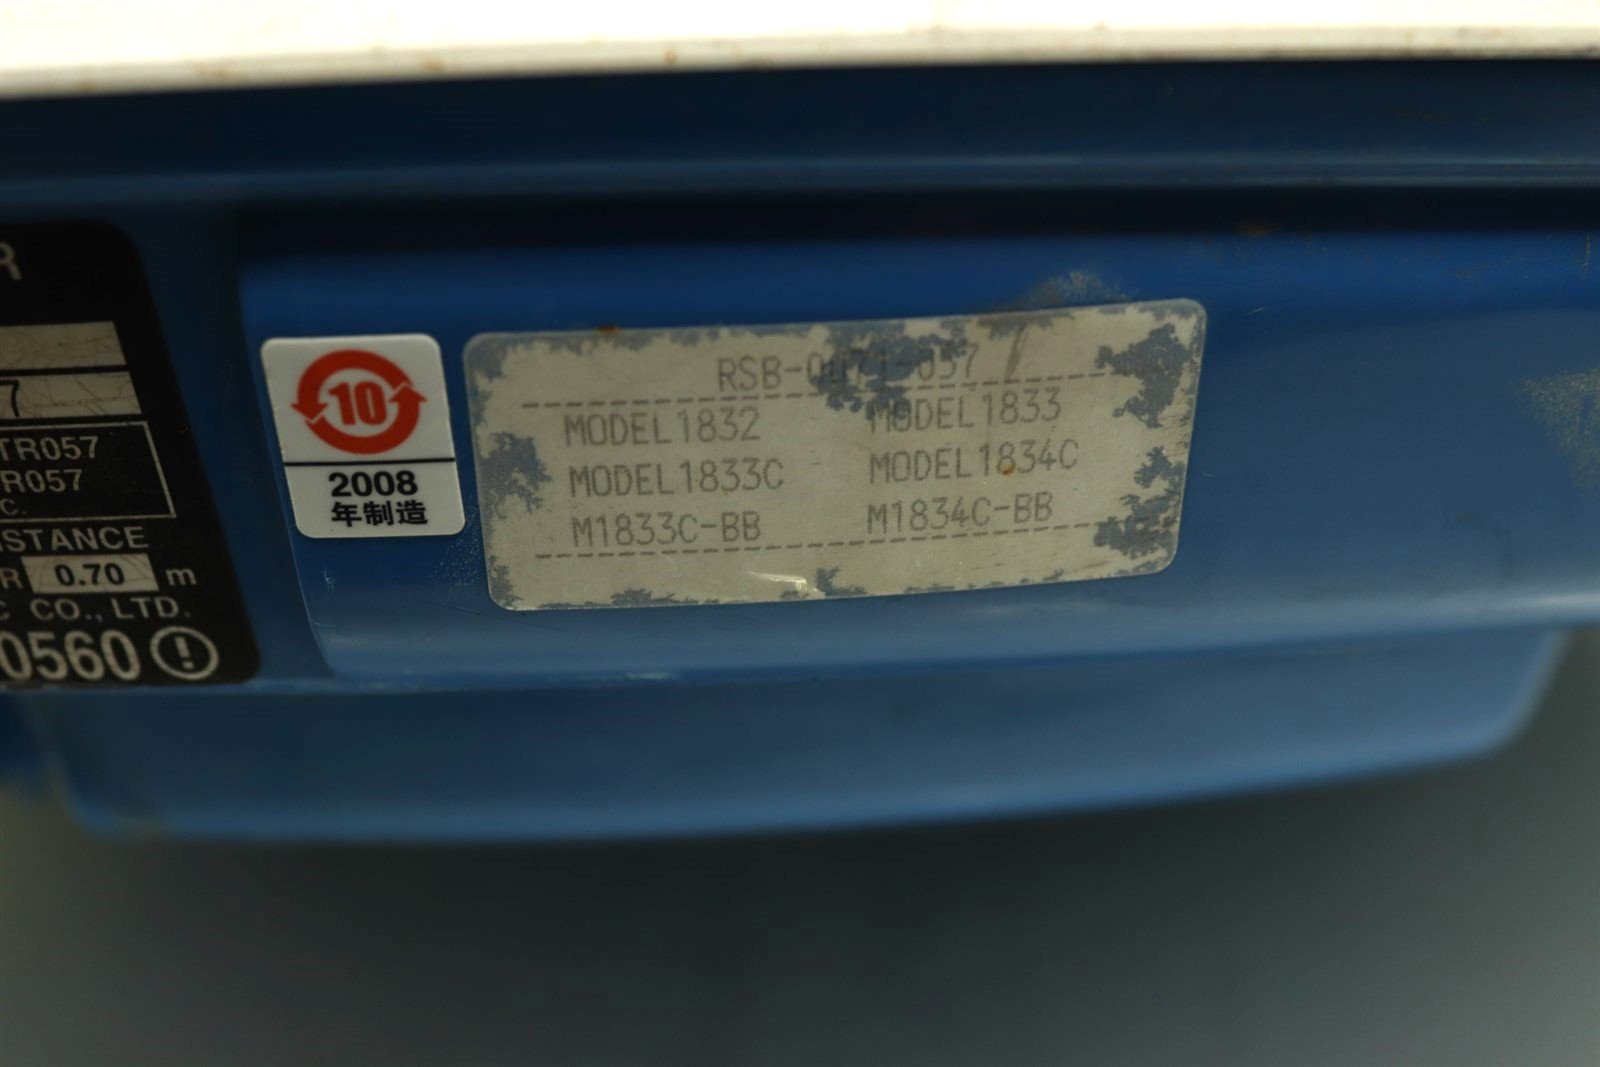 R
7
TR057
R057
C.
ISTANCE
R 0.70 m
C CO.,LTD.
0560
10
2008
年制造
MODEL1832 MODEL1833
MODEL1833C MODEL1834C
M1833C-BB M1834C-BB